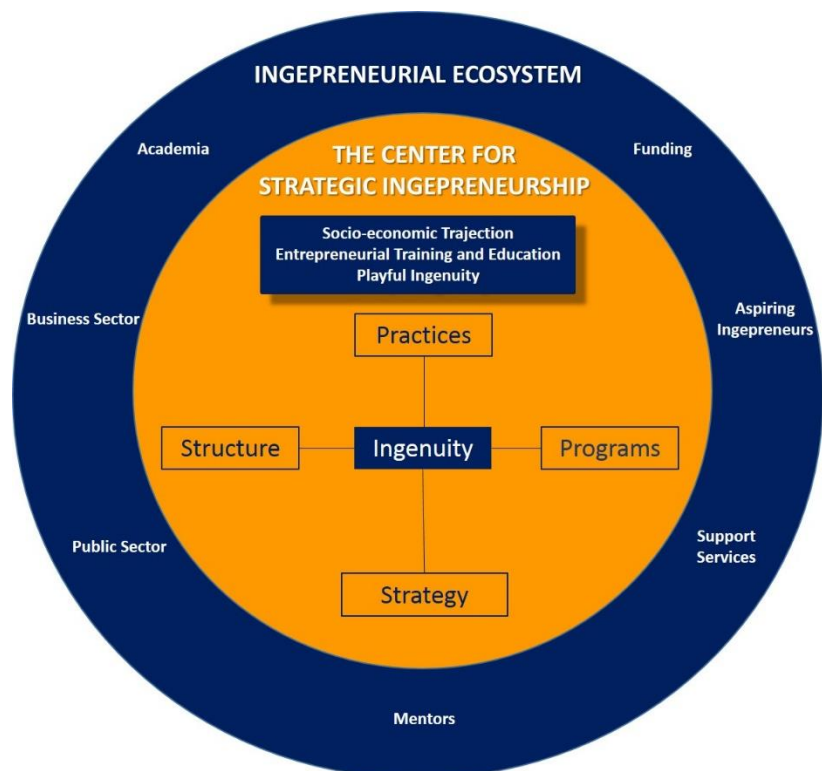 INGEPRENEURIAL ECOSYSTEM
Academia
Funding
THE CENTER FOR
STRATEGIC INGEPRENEURSHIP
Socio-economic Trajection
Entrepreneurial Training and Education
Playful Ingenuity
Business Sector
Aspiring
Ingepreneurs
Practices
Structure
Ingenuity
Programs
Public Sector
Support
Services
Strategy
Mentors